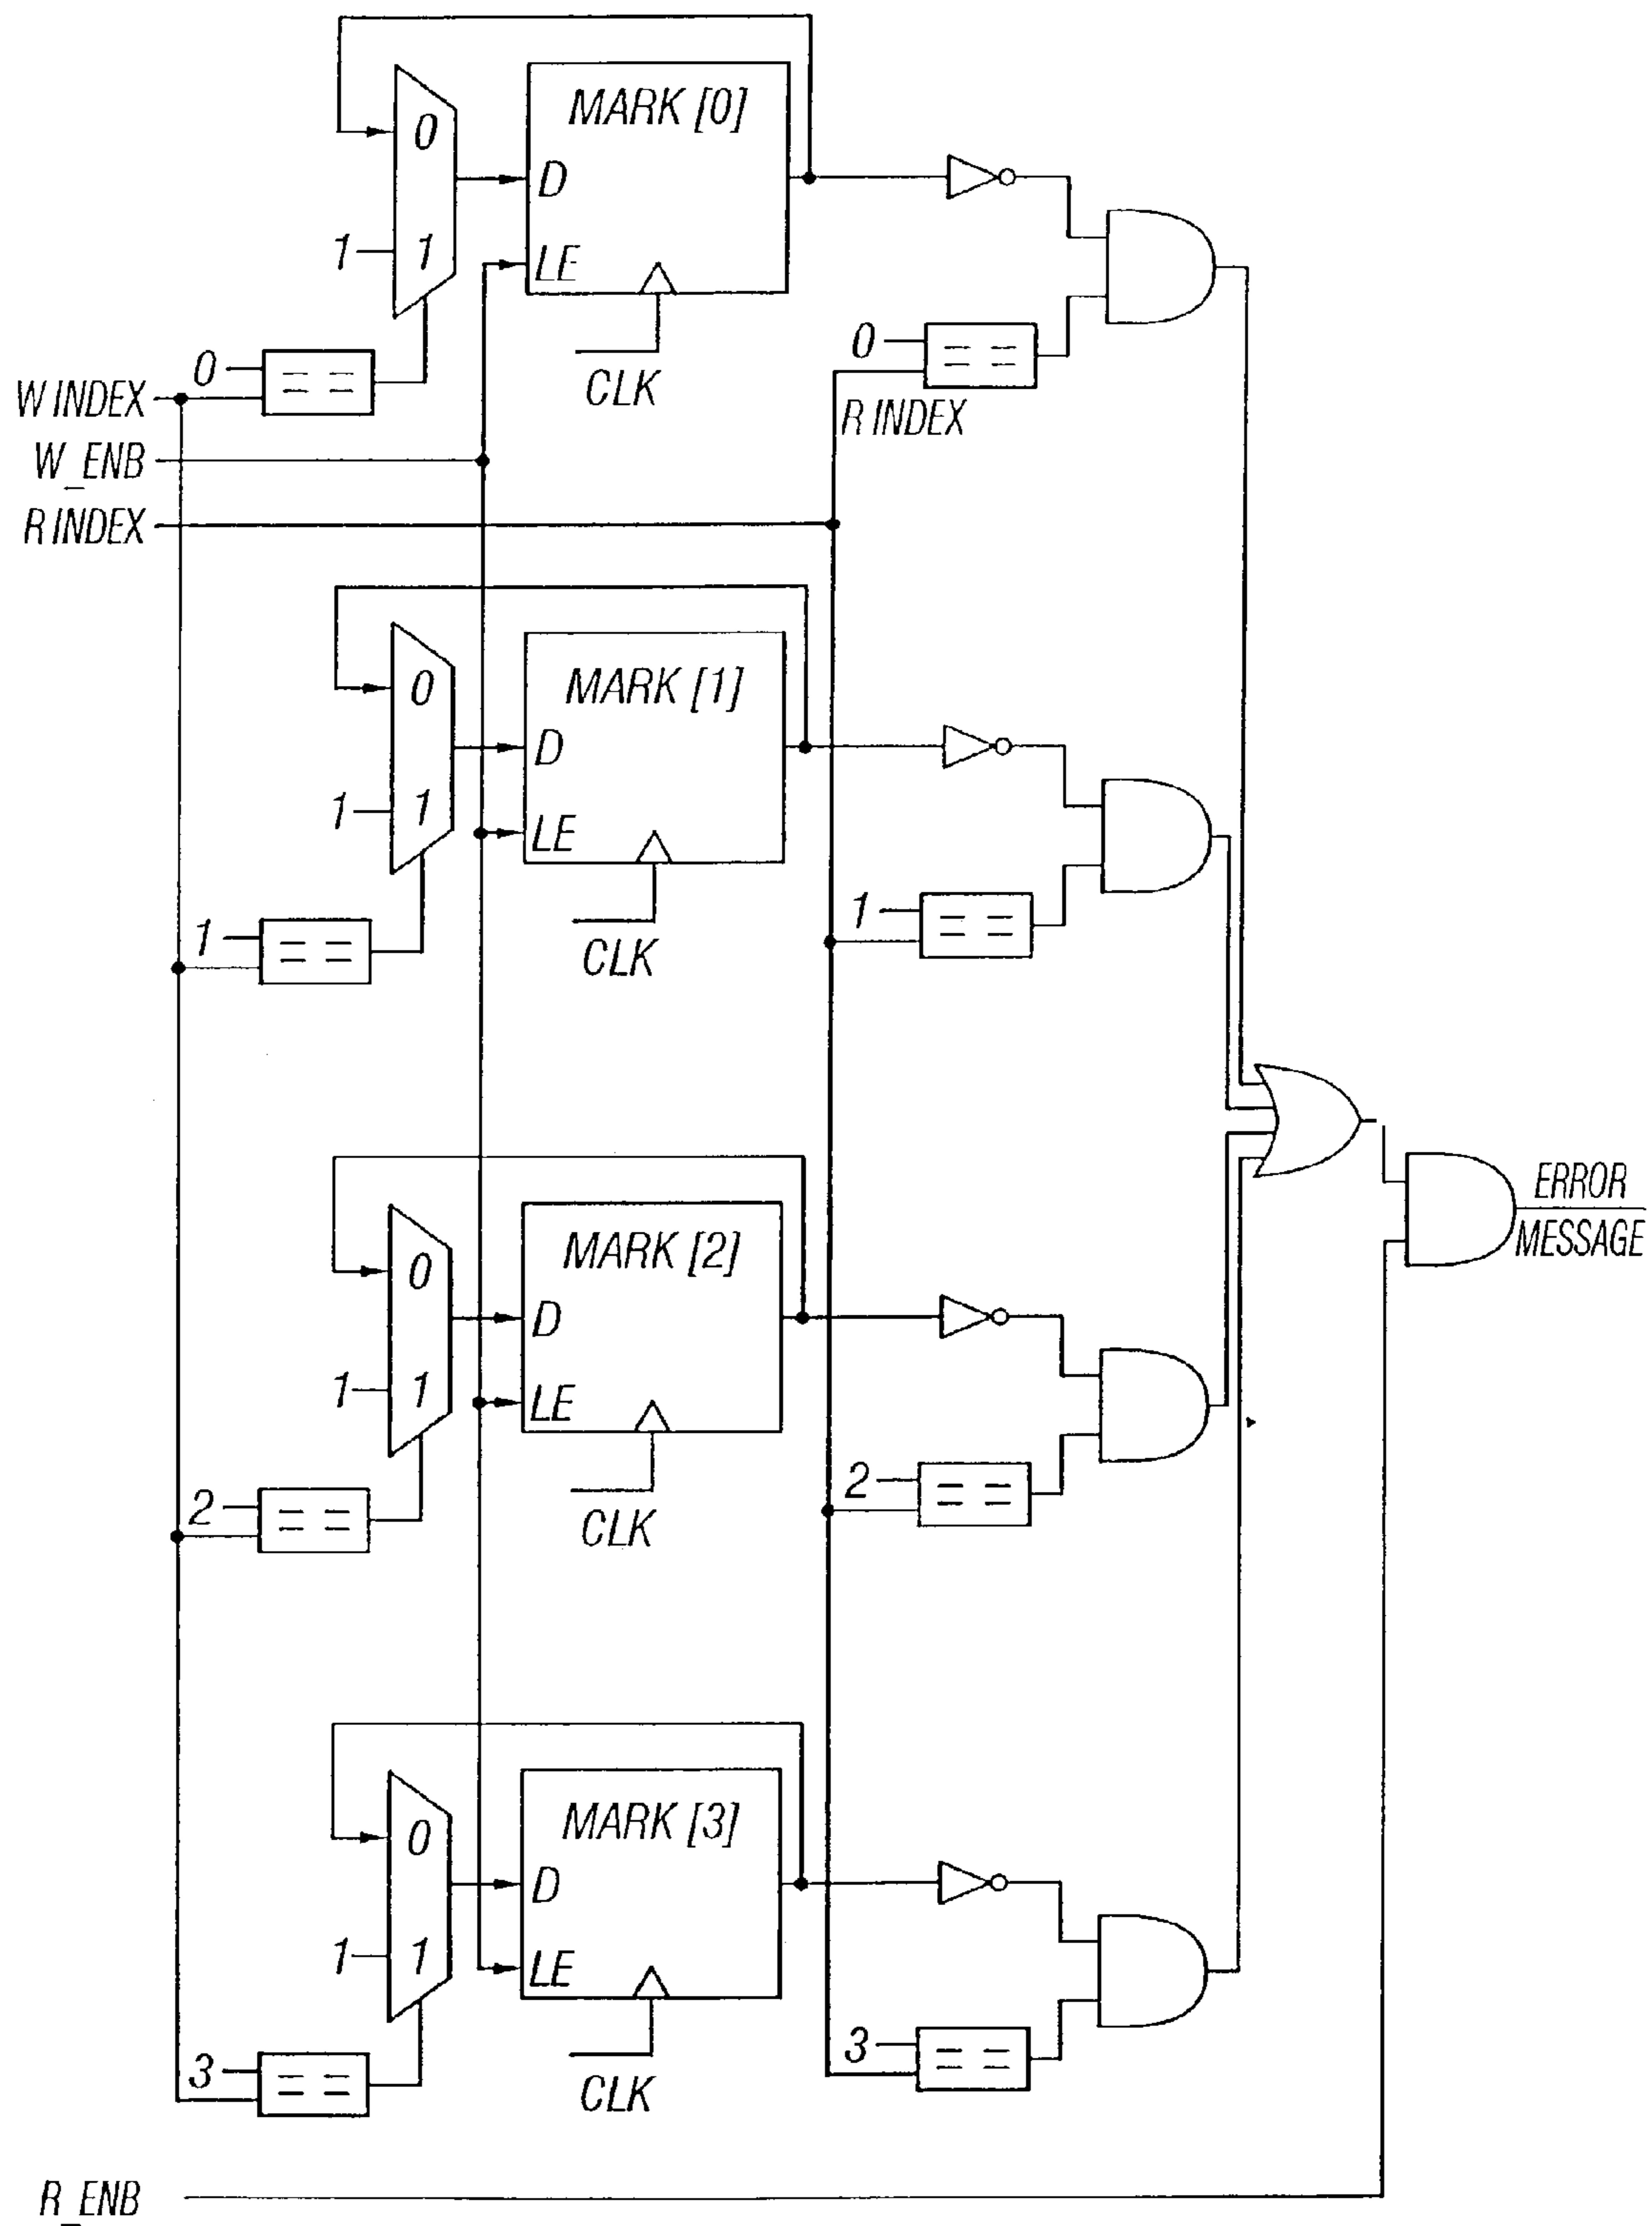 MARK [0]
0
D
1
1
LE
0
= =
CLK
0
= =
W INDEX
R INDEX
W_ENB
R INDEX
MARK [1]
0
D
1
1
LE
1
= =
CLK
1
= =
MARK [2]
0
D
1
1
LE
2
= =
CLK
2
= =
ERROR
MESSAGE
MARK [3]
0
D
1
1
LE
3
= =
CLK
3
= =
R_ENB